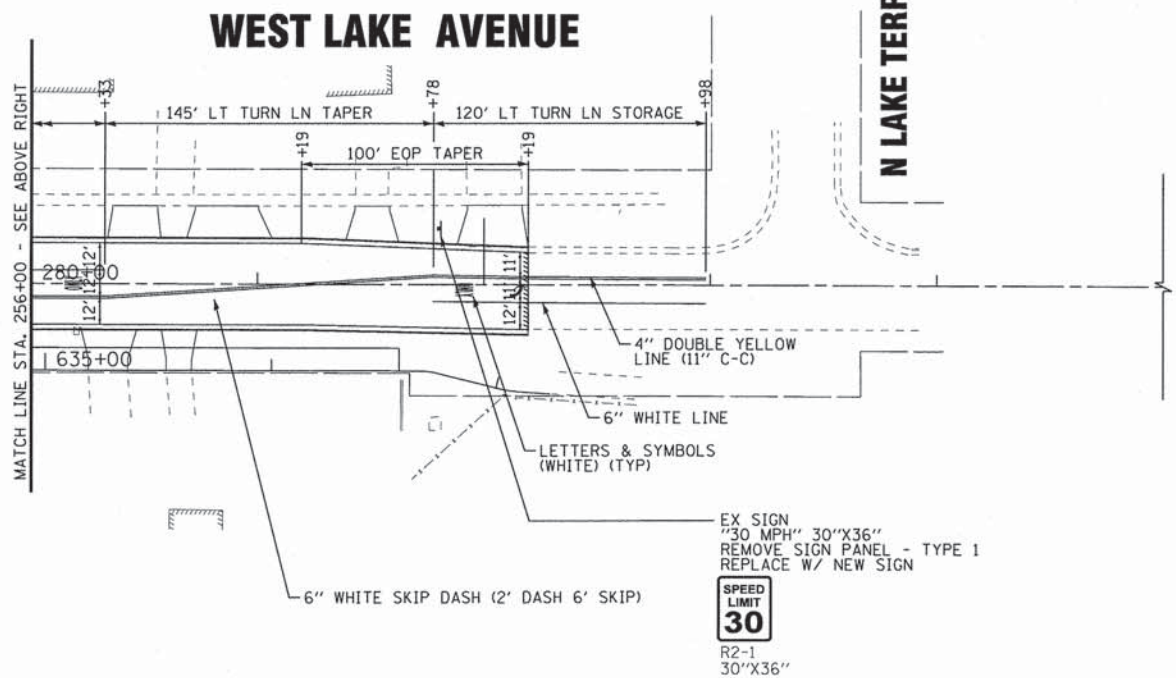 WEST LAKE AVENUE
N LAKE TERR
MATCH LINE STA. 256+00 - SEE ABOVE RIGHT
+33
+78
+98
145' LT TURN LN TAPER
120' LT TURN LN STORAGE
+19
+19
100' EOP TAPER
12' 12' 12'
280+00
11' 11' 12'
635+00
4" DOUBLE YELLOW
LINE (11" C-C)
6" WHITE LINE
LETTERS & SYMBOLS
(WHITE) (TYP)
EX SIGN
"30 MPH" 30"X36"
REMOVE SIGN PANEL - TYPE 1
REPLACE W/ NEW SIGN
6" WHITE SKIP DASH (2' DASH 6' SKIP)
SPEED
LIMIT
30
R2-1
30"X36"